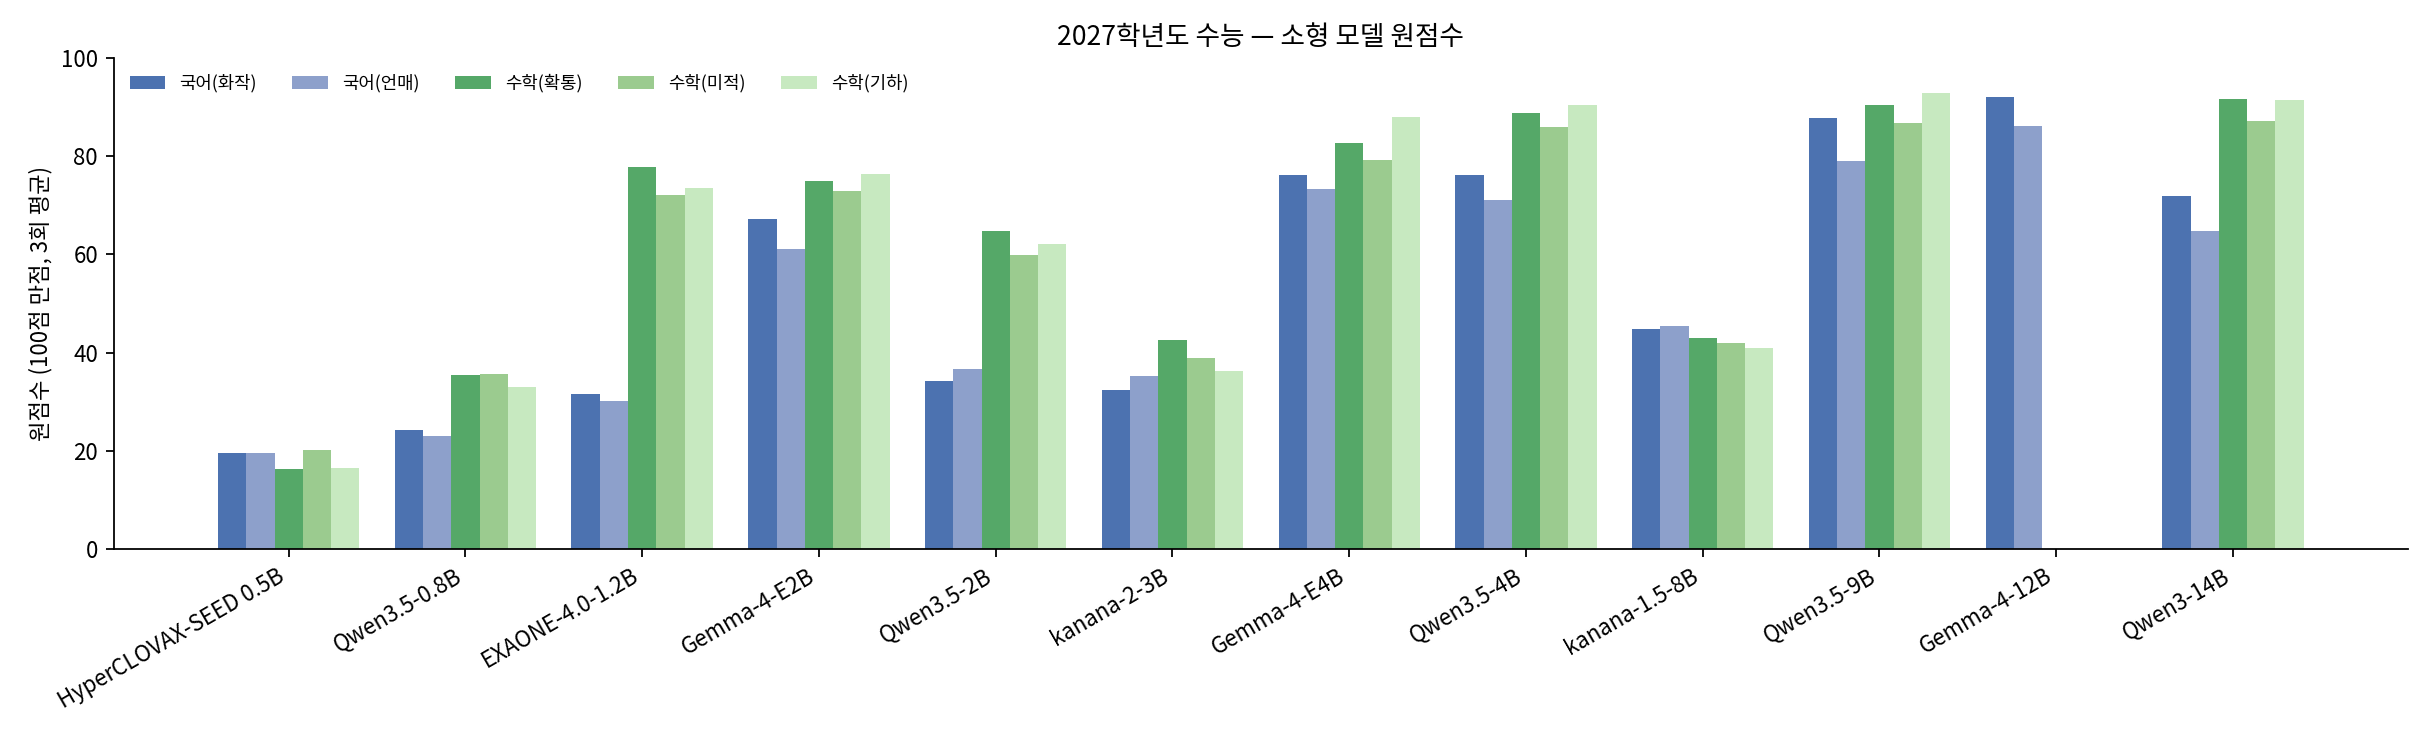 2027학년도 수능 — 소형 모델 원점수
원점수 (100점 만점, 3회 평균)
100
80
60
40
20
0
국어(화작) 국어(언매) 수학(확통) 수학(미적) 수학(기하)
HyperCLOVAX-SEED 0.5B
Qwen3.5-0.8B
EXAONE-4.0-1.2B
Gemma-4-E2B
Qwen3.5-2B
kanana-2-3B
Gemma-4-E4B
Qwen3.5-4B
kanana-1.5-8B
Qwen3.5-9B
Gemma-4-12B
Qwen3-14B